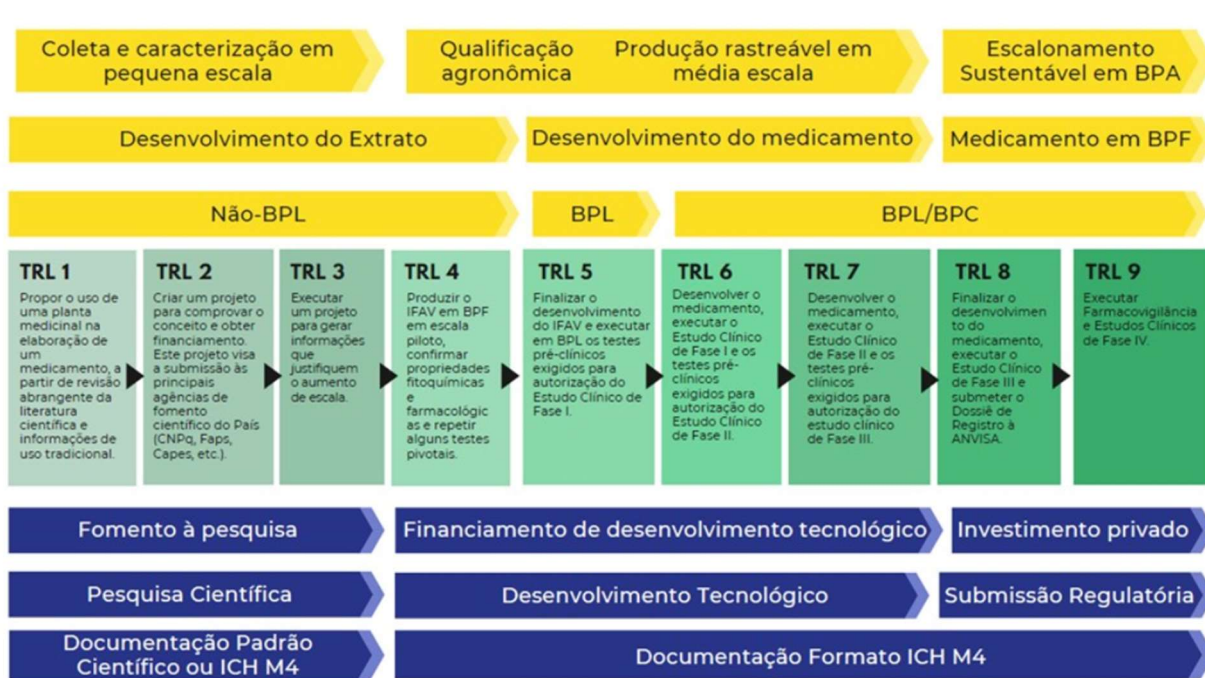 Coleta e caracterização em
pequena escala
Qualificação
agronômica
Produção rastreável em
média escala
Escalonamento
Sustentável em BPA
Desenvolvimento do Extrato
Desenvolvimento do medicamento
Medicamento em BPF
Não-BPL
BPL
BPL/BPC
TRL 1
Propor o uso de
uma planta
medicinal na
elaboração de
um
medicamento, a
partir de revisão
abrangente da
literatura
científica e
informações de
uso tradicional.
TRL 2
Criar um projeto
para comprovar o
conceito e obter
financiamento.
Este projeto visa
a submissão às
principais
agências de
fomento
científico do País
(CNPq, Faps,
Capes, etc.).
TRL 3
Executar
um projeto
para gerar
informações
que
justifiquem
o aumento
de escala.
TRL 4
Produzir o
IFAV em BPF
em escala
piloto,
confirmar
propriedades
fitoquímicas
e
farmacológic
as e repetir
alguns testes
pivotais.
TRL 5
Finalizar o
desenvolvimento
do IFAV e executar
em BPL os testes
pré-clínicos
exigidos para
autorização do
Estudo Clínico de
Fase I.
TRL 6
Desenvolver o
medicamento,
executar o
Estudo Clínico
de Fase I e os
testes pré-
clínicos
exigidos para
autorização do
Estudo Clínico
de Fase II.
TRL 7
Desenvolver o
medicamento,
executar o
Estudo Clínico
de Fase II e os
testes pré-
clínicos
exigidos para
autorização do
estudo clínico
de Fase III.
TRL 8
Finalizar o
desenvolvimen
to do
medicamento,
executar o
Estudo Clínico
de Fase III e
submeter o
Dossiê de
Registro à
ANVISA.
TRL 9
Executar
Farmacovigilância
e Estudos Clínicos
de Fase IV.
Fomento à pesquisa
Financiamento de desenvolvimento tecnológico
Investimento privado
Pesquisa Científica
Desenvolvimento Tecnológico
Submissão Regulatória
Documentação Padrão
Científico ou ICH M4
Documentação Formato ICH M4